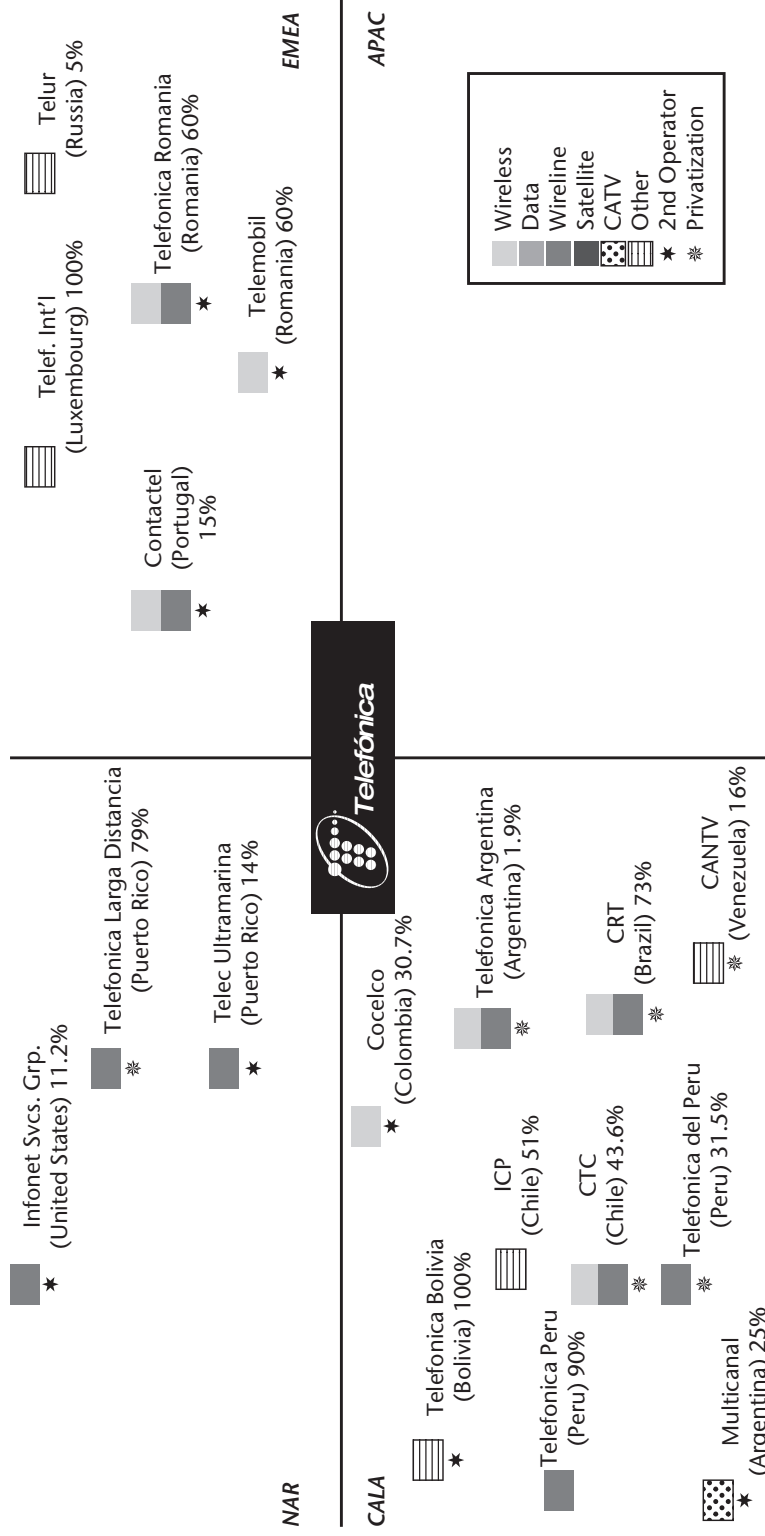 NAR
Infonet Svcs. Grp.
(United States) 11.2%
Telefonica Larga Distancia
(Puerto Rico) 79%
Telec Ultramarina
(Puerto Rico) 14%
EMEA
Telef. Int'l
(Luxembourg) 100%
Telur
(Russia) 5%
Contactel
(Portugal)
15%
Telefonica Romania
(Romania) 60%
Telemobil
(Romania) 60%
Telefónica
CALA
Cocelco
(Colombia) 30.7%
Telefonica Bolivia
(Bolivia) 100%
ICP
(Chile) 51%
Telefonica Argentina
(Argentina) 1.9%
Telefonica Peru
(Peru) 90%
CTC
(Chile) 43.6%
CRT
(Brazil) 73%
Telefonica del Peru
(Peru) 31.5%
CANTV
(Venezuela) 16%
Multicanal
(Argentina) 25%
APAC
Wireless
Data
Wireline
Satellite
CATV
Other
2nd Operator
Privatization